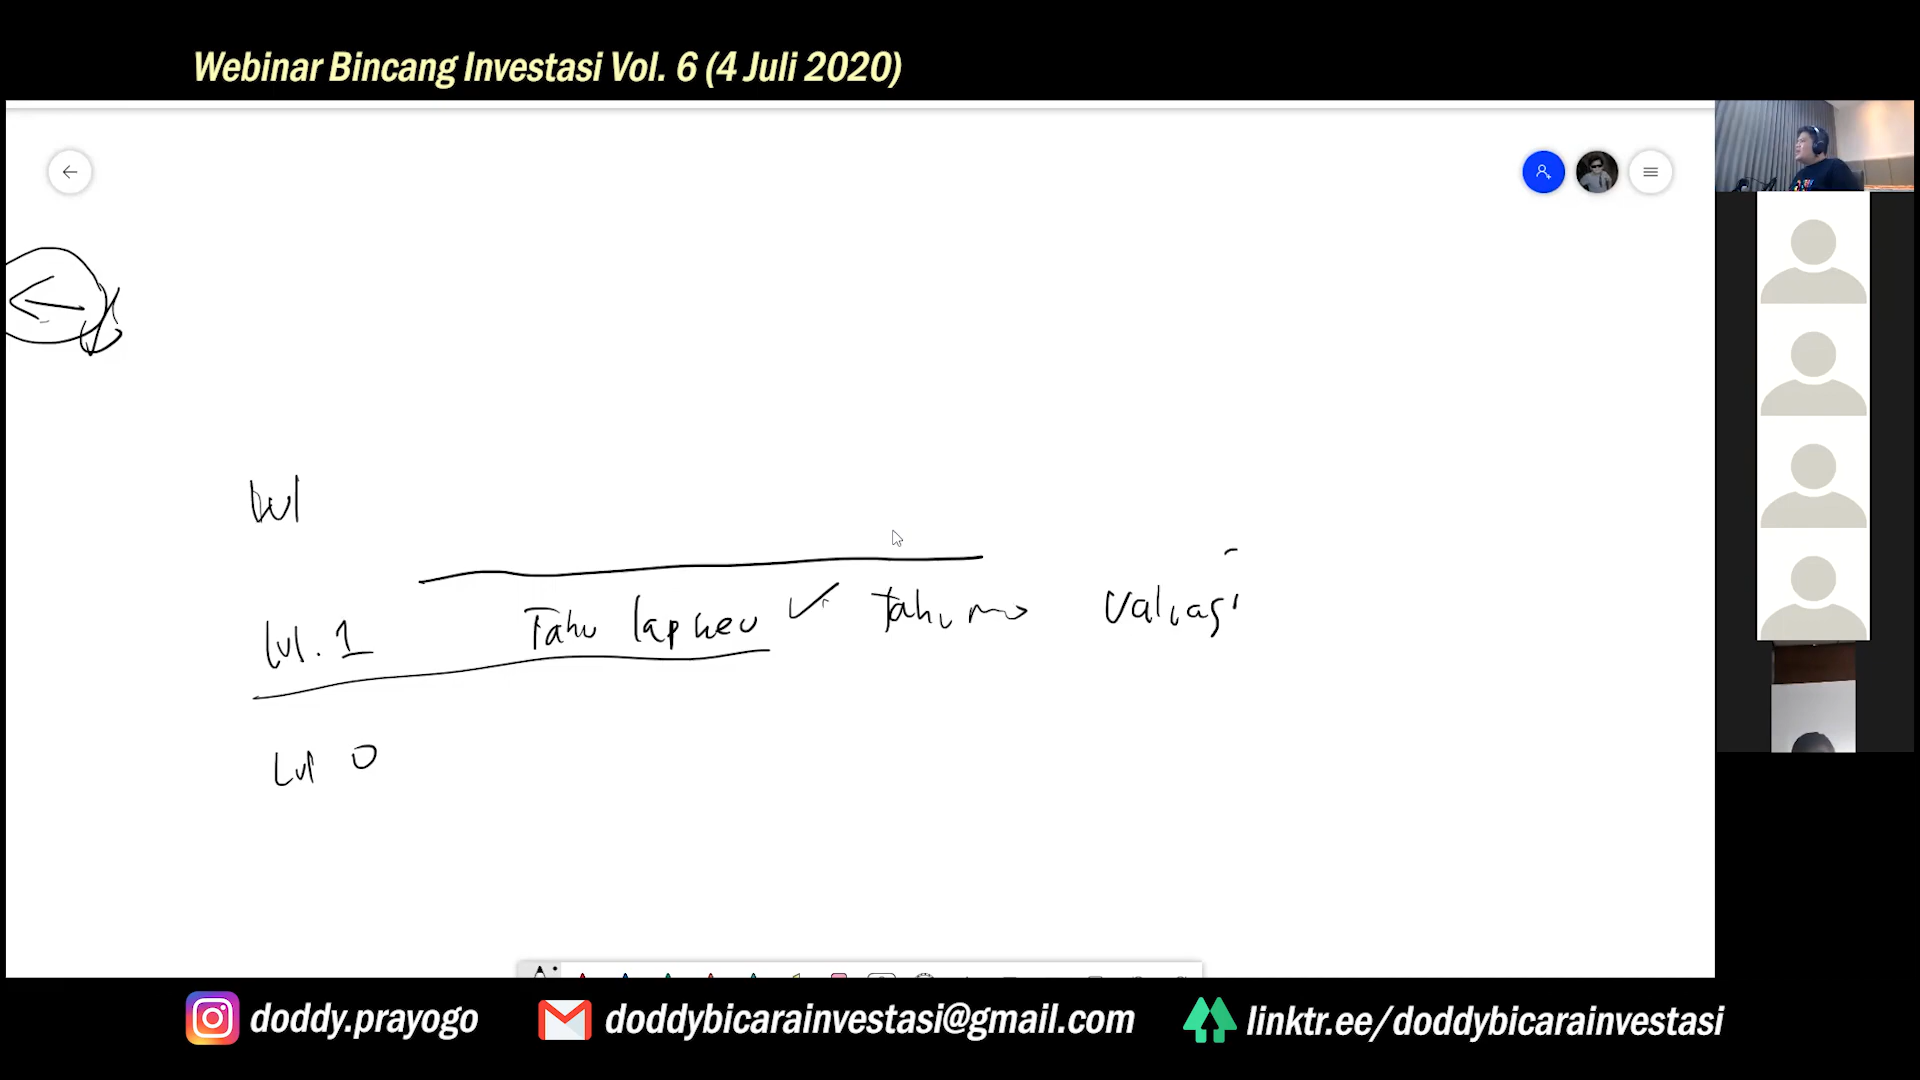 Webinar Bincang Investasi Vol. 6 (4 Juli 2020)
lvl
lvl. 1 Tahu lapkeu Tahu valuasi
Lvl 0
doddy.prayogo doddybicarainvestasi@gmail.com linktr.ee/doddybicarainvestasi